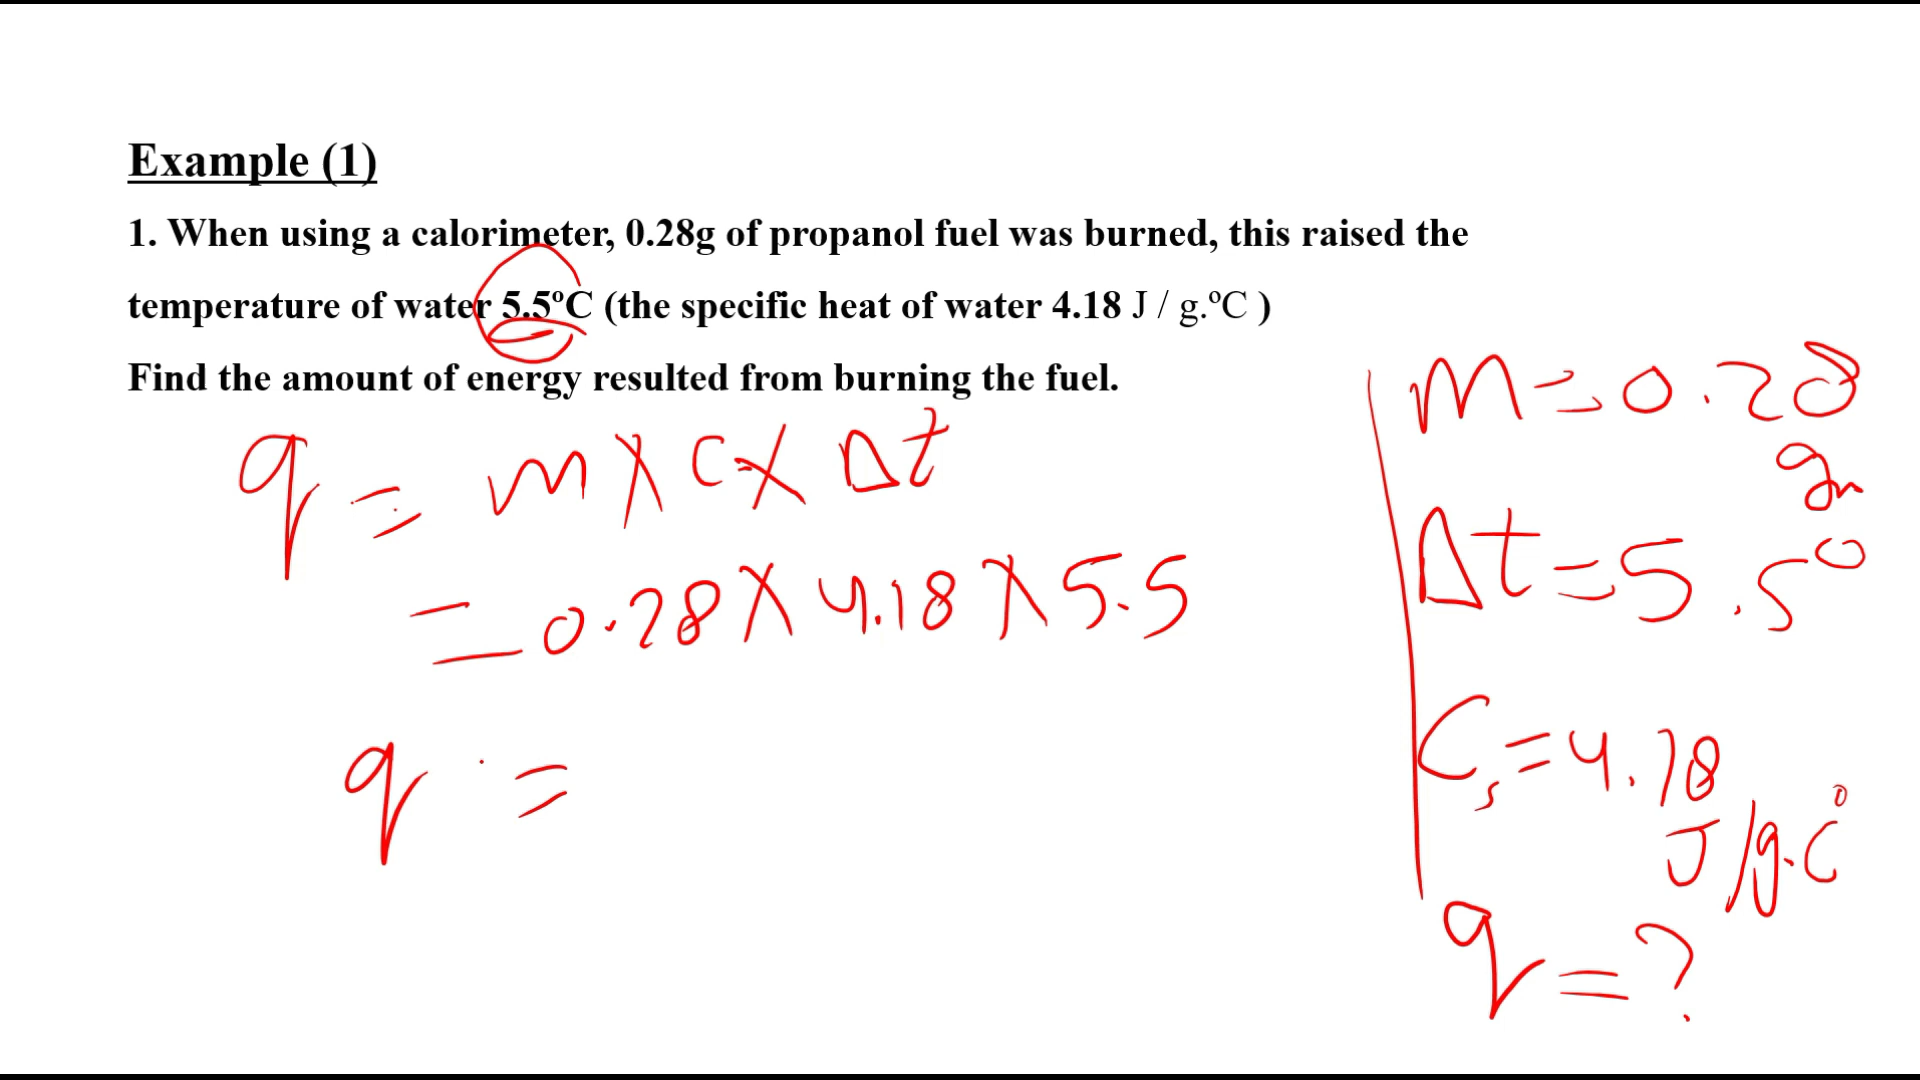 Example (1)
1. When using a calorimeter, 0.28g of propanol fuel was burned, this raised the
temperature of water 5.5ºC (the specific heat of water 4.18 J / g.ºC )
Find the amount of energy resulted from burning the fuel.
q = m X C X Δt
= 0.28 X 4.18 X 5.5
q =
m = 0.28
gm
Δt = 5.5°
Cs = 4.18
J/g.C°
q = ?